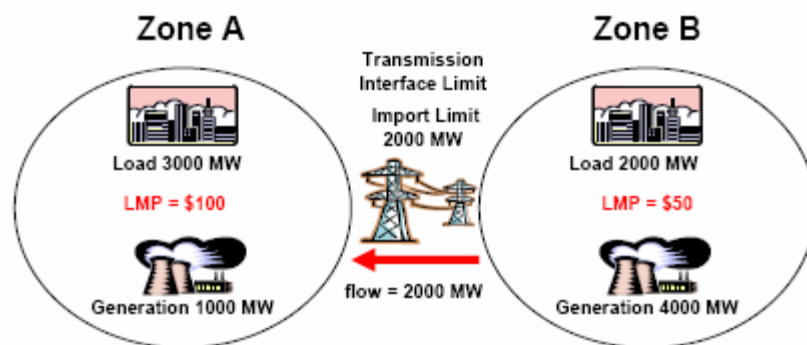 Zone A
Zone B
Transmission
Interface Limit
Import Limit
2000 MW
Load 3000 MW
Load 2000 MW
LMP = $100
LMP = $50
Generation 1000 MW
flow = 2000 MW
Generation 4000 MW